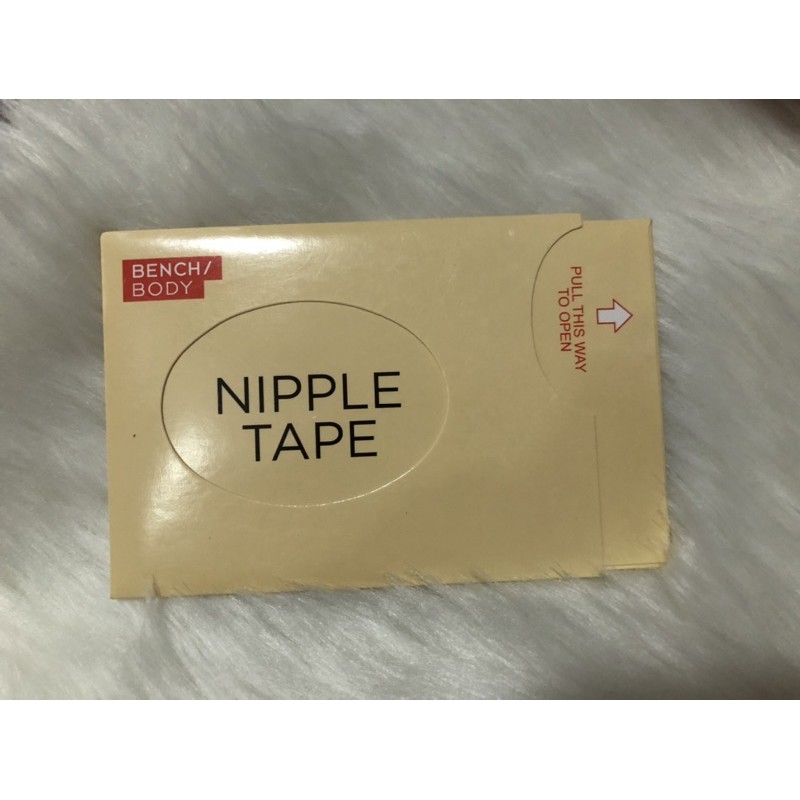 BENCH/
BODY
NIPPLE
TAPE
PULL THIS WAY
TO OPEN